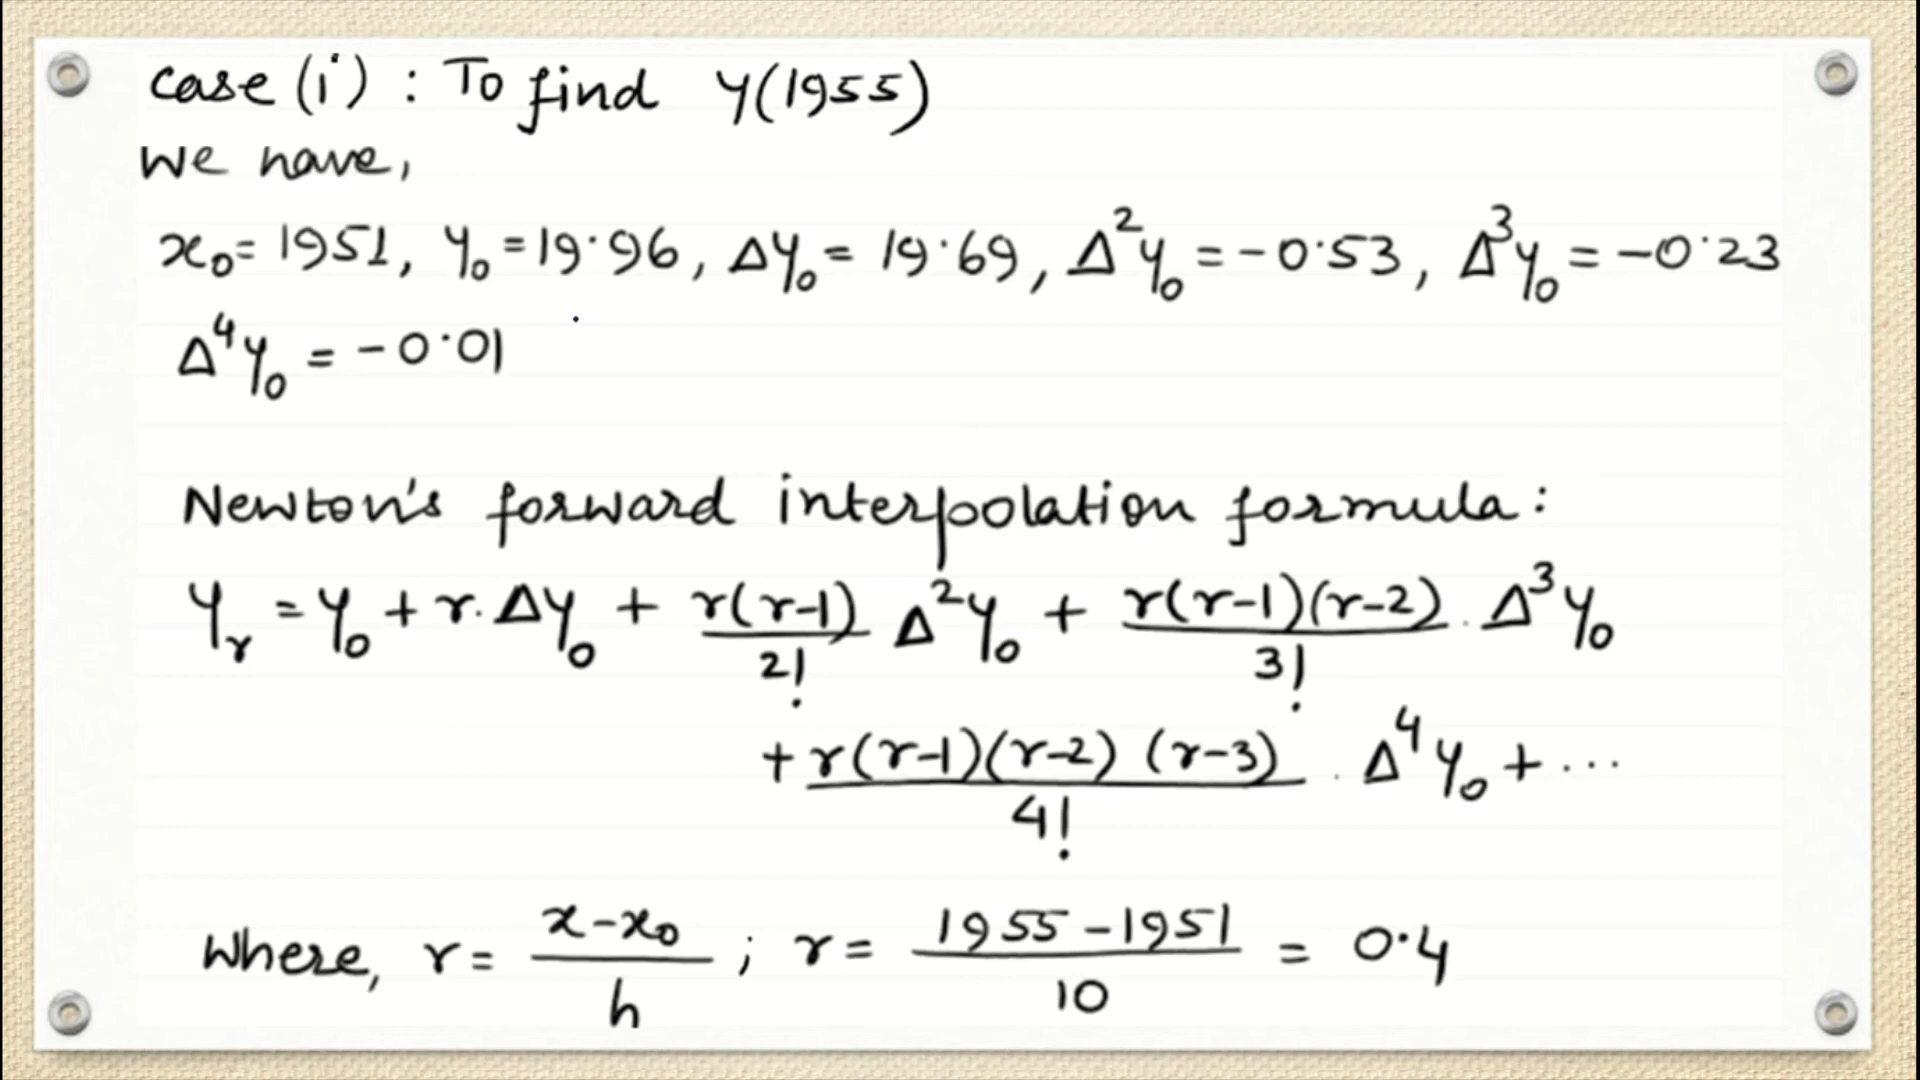 case (i) : To find y(1955)
We have,
x₀ = 1951, y₀ = 19·96, Δy₀ = 19·69, Δ²y₀ = -0·53, Δ³y₀ = -0·23
Δ⁴y₀ = -0·01
Newton's forward interpolation formula:
yᵣ = y₀ + r·Δy₀ + r(r-1)/2! Δ²y₀ + r(r-1)(r-2)/3! · Δ³y₀
+ r(r-1)(r-2) (r-3)/4! · Δ⁴y₀ + ···
Where, r = x-x₀/h ; r = 1955-1951/10 = 0·4